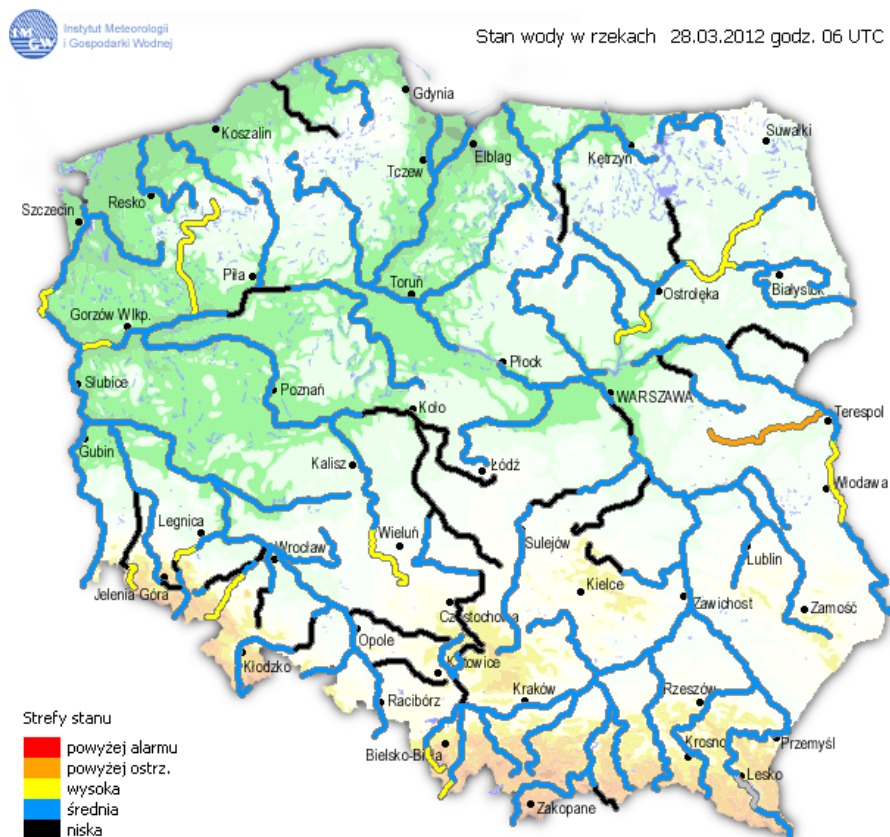 Instytut Meteorologii
i Gospodarki Wodnej
Stan wody w rzekach 28.03.2012 godz. 06 UTC
Gdynia
Koszalin
Suwałki
Elbląg
Kętrzyn
Tczew
Resko
Szczecin
Piła
Toruń
Ostrołęka
Białystok
Gorzów Wlkp.
Płock
Słubice
Poznań
WARSZAWA
Koło
Terespol
Gubin
Kalisz
Łódź
Włodawa
Legnica
Wieluń
Sulejów
Wrocław
Lublin
Jelenia Góra
Kielce
Częstochowa
Zawichost
Zamość
Opole
Kłodzko
Katowice
Racibórz
Kraków
Rzeszów
Strefy stanu
Bielsko-Biała
Krosno
Przemyśl
powyżej alarmu
powyżej ostrz.
Lesko
wysoka
Zakopane
średnia
niska